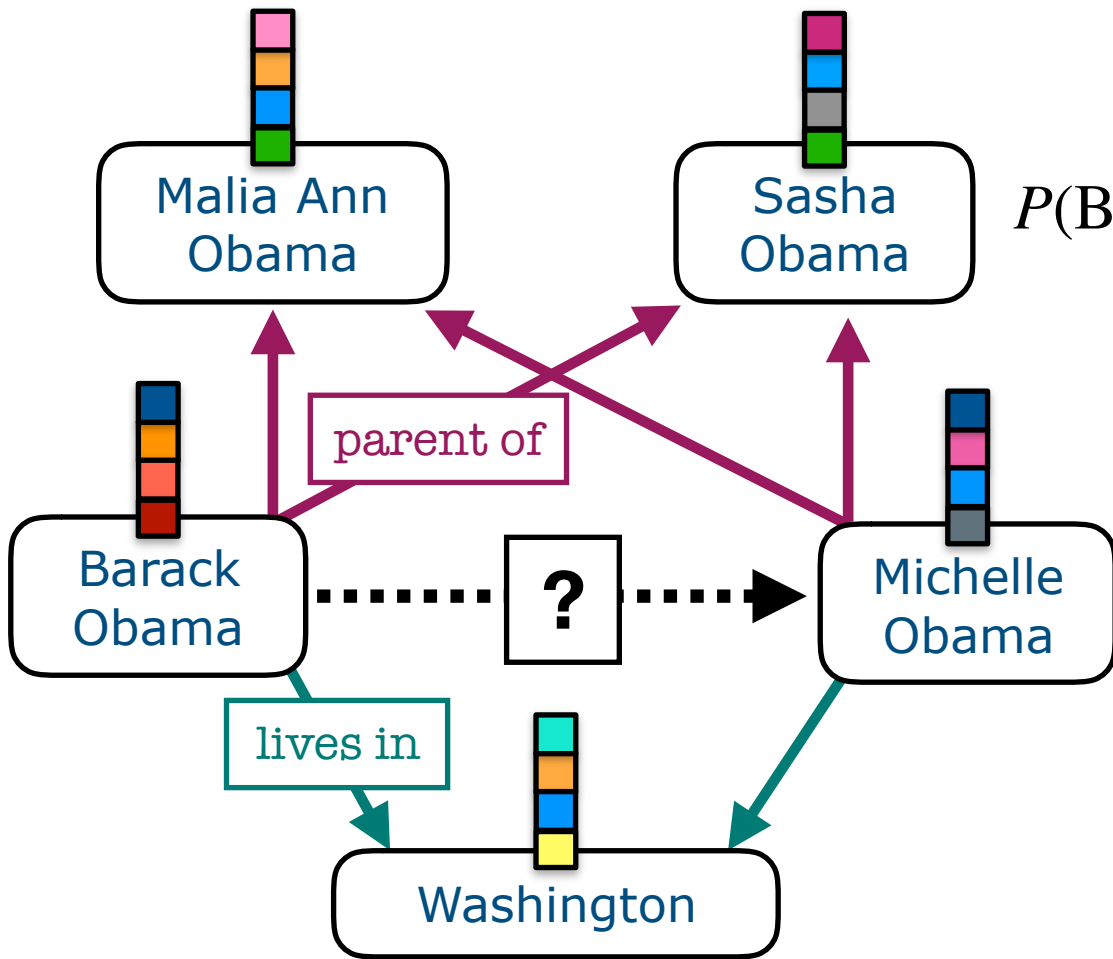 Malia Ann
Obama
Sasha
Obama
P(B
parent of
Barack
Obama
?
Michelle
Obama
lives in
Washington